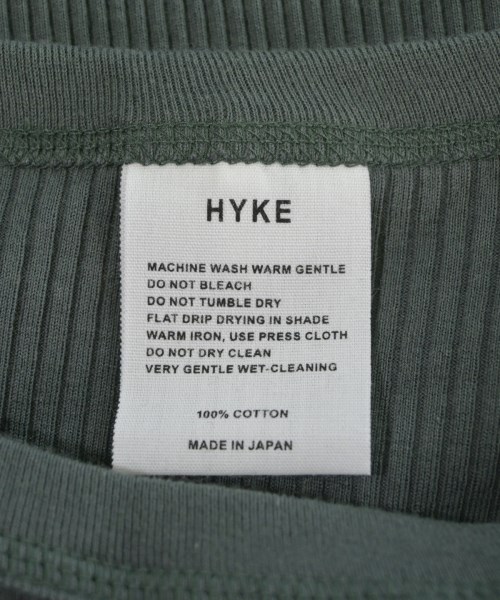 HYKE
MACHINE WASH WARM GENTLE
DO NOT BLEACH
DO NOT TUMBLE DRY
FLAT DRIP DRYING IN SHADE
WARM IRON, USE PRESS CLOTH
DO NOT DRY CLEAN
VERY GENTLE WET-CLEANING
100% COTTON
MADE IN JAPAN